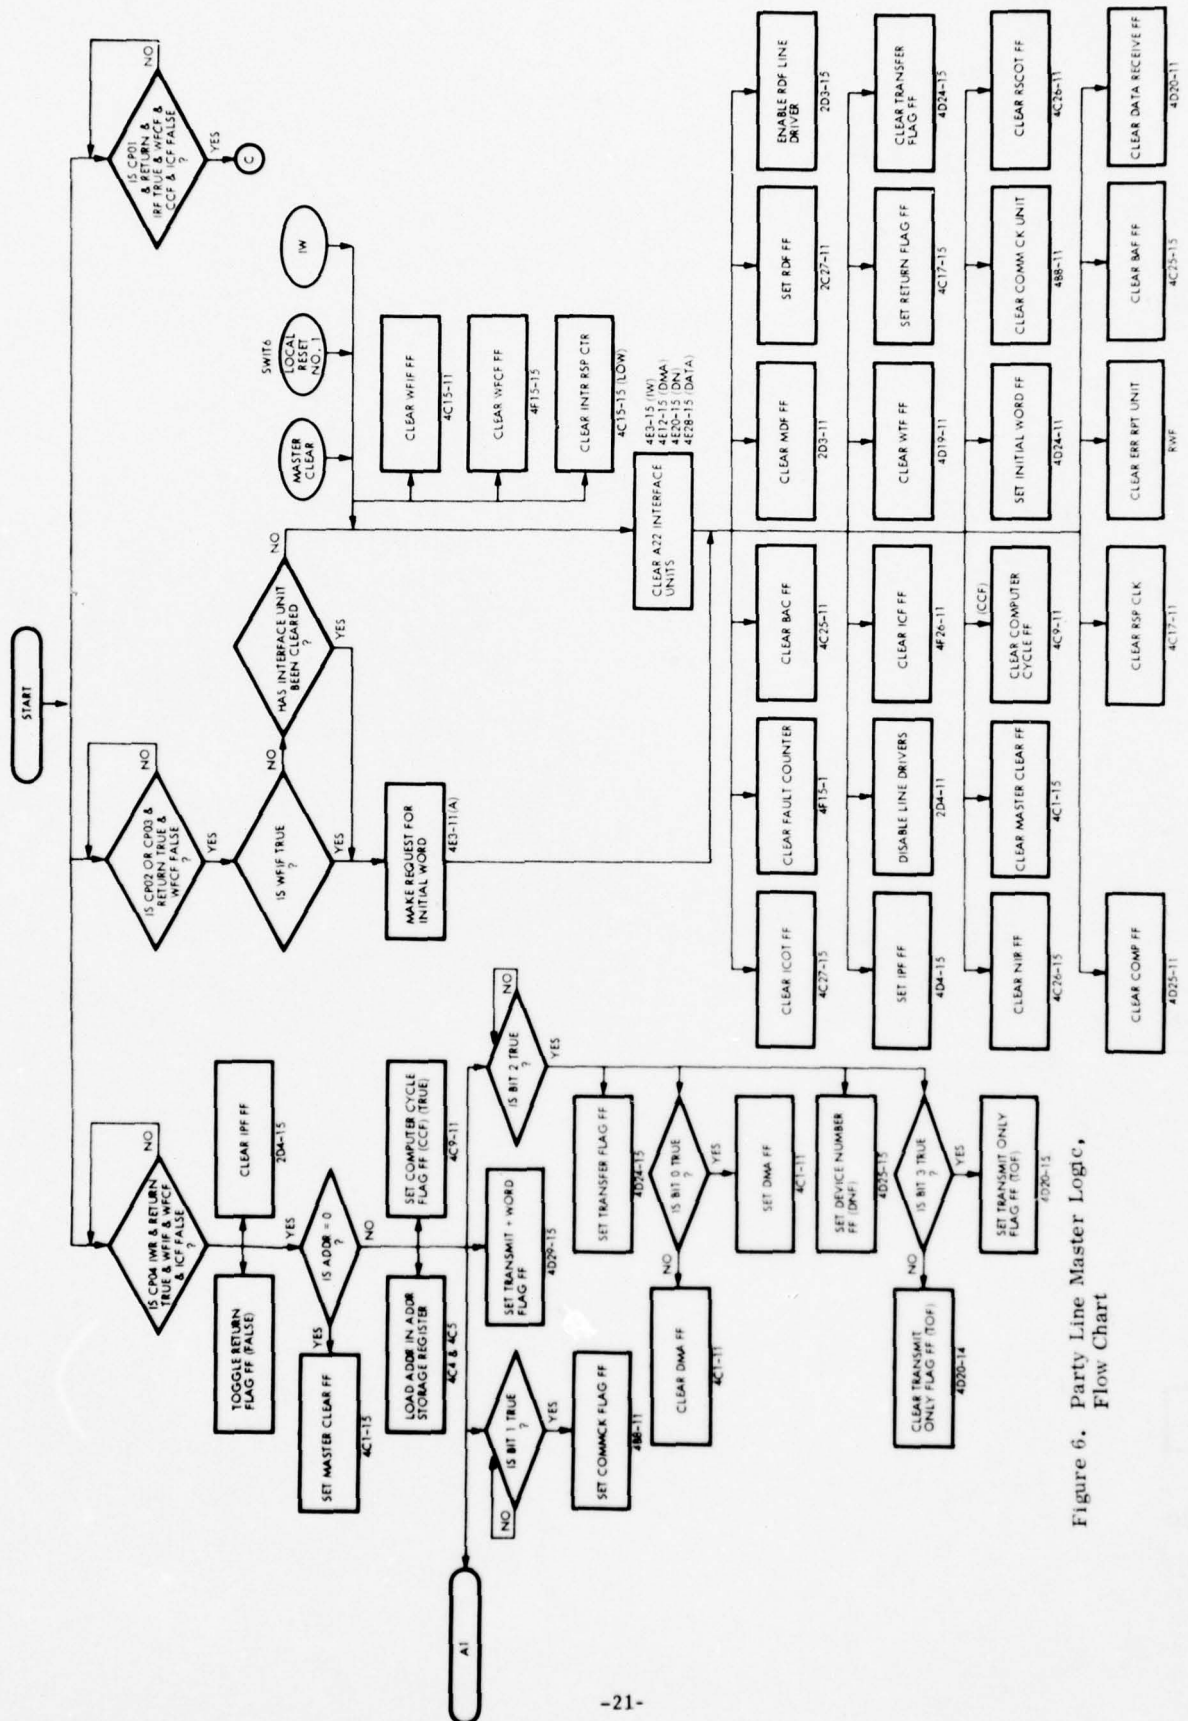 START
IS CP04 IWR & RETURN
TRUE & WFIF & WFCF
& ICF FALSE
?
NO
YES
TOGGLE RETURN
FLAG FF (FALSE)
CLEAR IPF FF
2D4-15
IS ADDR = 0
?
YES
NO
SET MASTER CLEAR FF
4C1-15
LOAD ADDR IN ADDR
STORAGE REGISTER
4C4 & 4C5
SET COMPUTER CYCLE
FLAG FF (CCF) (TRUE)
4C9-11
A1
IS BIT 1 TRUE
?
NO
YES
SET COMMCK FLAG FF
4B8-11
SET TRANSMIT + WORD
FLAG FF
4D29-15
IS BIT 2 TRUE
?
NO
YES
SET TRANSFER FLAG FF
4D24-15
IS BIT 0 TRUE
?
NO
YES
CLEAR DMA FF
4C1-11
SET DMA FF
4C1-11
SET DEVICE NUMBER
FF (DNF)
4D25-15
IS BIT 3 TRUE
?
NO
YES
CLEAR TRANSMIT
ONLY FLAG FF (TOF)
4D20-14
SET TRANSMIT ONLY
FLAG FF (TOF)
4D20-15
IS CP02 OR CP03 &
RETURN TRUE &
WFCF FALSE
?
NO
YES
IS WFIF TRUE
?
NO
YES
HAS INTERFACE UNIT
BEEN CLEARED
?
NO
YES
MAKE REQUEST FOR
INITIAL WORD
4E3-11(A)
MASTER
CLEAR
SWIT6
LOCAL
RESET
NO. 1
IW
CLEAR WFIF FF
4C15-11
CLEAR WFCF FF
4F15-15
CLEAR INTR RSP CTR
4C15-15 (LOW)
CLEAR A22 INTERFACE
UNITS
4E3-15 (IW)
4E12-15 (DMA)
4E20-15 (DN)
4E28-15 (DATA)
IS CP01
& RETURN &
IRF TRUE & WFCF &
CCF & ICF FALSE
?
NO
YES
C
CLEAR ICOT FF
4C27-15
CLEAR FAULT COUNTER
4F15-1
CLEAR BAC FF
4C25-11
CLEAR MDF FF
2D3-11
SET RDF FF
2C27-11
ENABLE RDF LINE
DRIVER
2D3-15
SET IPF FF
4D4-15
DISABLE LINE DRIVERS
2D4-11
CLEAR ICF FF
4F26-11
CLEAR WTF FF
4D19-11
SET RETURN FLAG FF
4C17-15
CLEAR TRANSFER
FLAG FF
4D24-15
CLEAR NIR FF
4C26-15
CLEAR MASTER CLEAR FF
4C1-15
(CCF)
CLEAR COMPUTER
CYCLE FF
4C9-11
SET INITIAL WORD FF
4D24-11
CLEAR COMM CK UNIT
4B8-11
CLEAR RSCOT FF
4C26-11
CLEAR COMP FF
4D25-11
CLEAR RSP CLK
4C17-11
CLEAR ERR RPT UNIT
RWF
CLEAR BAF FF
4C25-15
CLEAR DATA RECEIVE FF
4D20-11
Figure 6. Party Line Master Logic,
Flow Chart
-21-